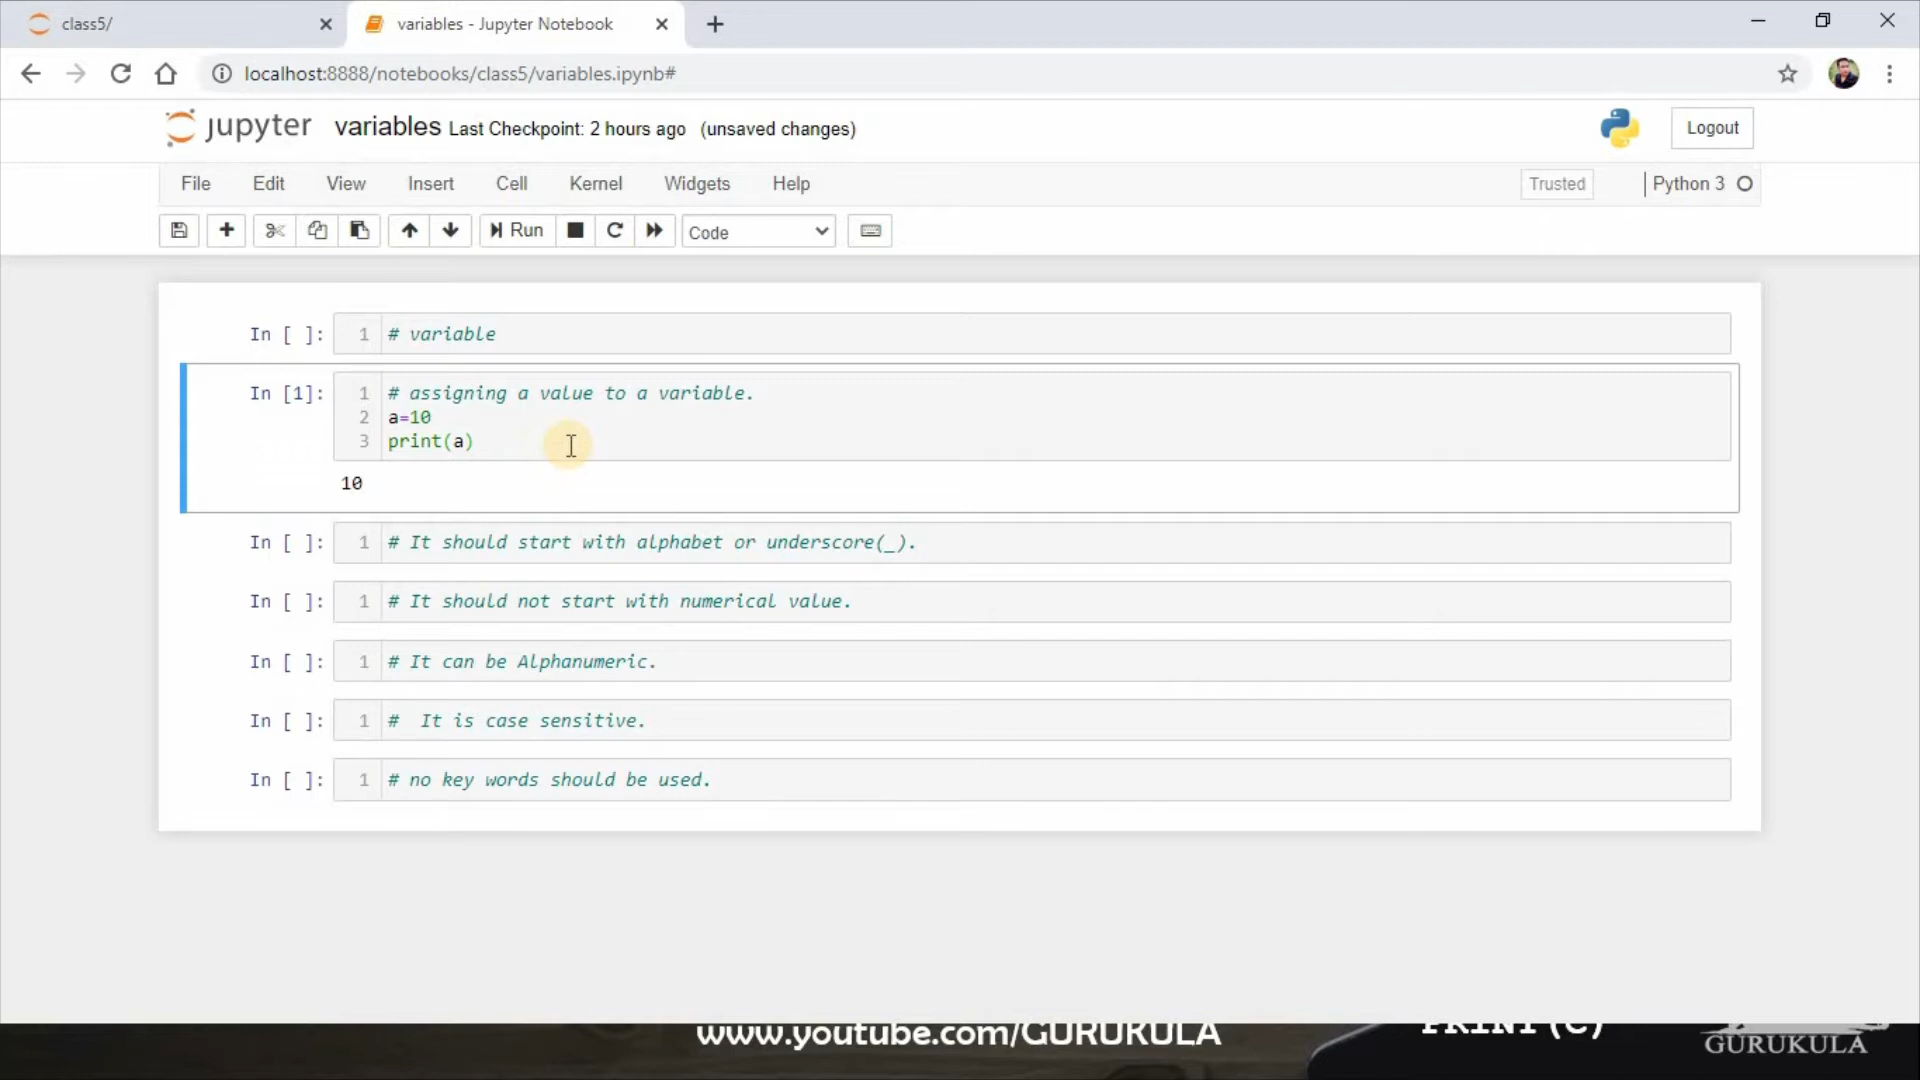 class5/
variables - Jupyter Notebook
localhost:8888/notebooks/class5/variables.ipynb#
jupyter variables Last Checkpoint: 2 hours ago (unsaved changes)
Logout
File Edit View Insert Cell Kernel Widgets Help
Trusted
Python 3
Run
Code
In [ ]: 1 # variable
In [1]: 1 # assigning a value to a variable.
2 a=10
3 print(a)
10
In [ ]: 1 # It should start with alphabet or underscore(_).
In [ ]: 1 # It should not start with numerical value.
In [ ]: 1 # It can be Alphanumeric.
In [ ]: 1 #  It is case sensitive.
In [ ]: 1 # no key words should be used.
www.youtube.com/GURUKULA
PRINT(C)
GURUKULA